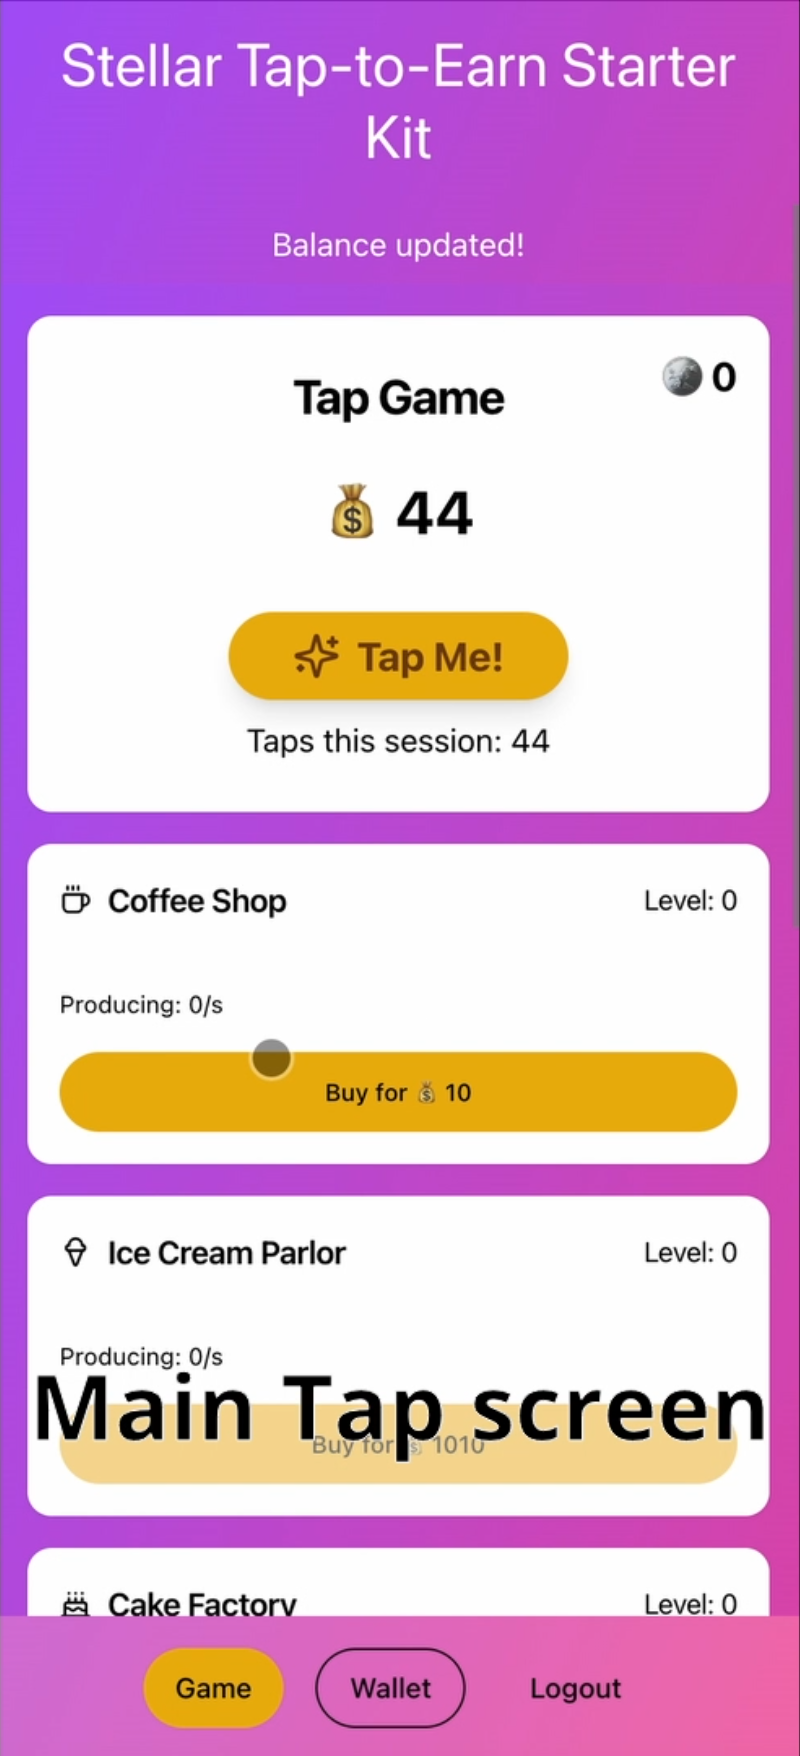 Stellar Tap-to-Earn Starter
Kit
Balance updated!
0
Tap Game
💰 44
Tap Me!
Taps this session: 44
Coffee Shop
Level: 0
Producing: 0/s
Buy for 💰 10
Ice Cream Parlor
Level: 0
Producing: 0/s
Main Tap screen
Buy for 💰 1010
Cake Factory
Level: 0
Game
Wallet
Logout